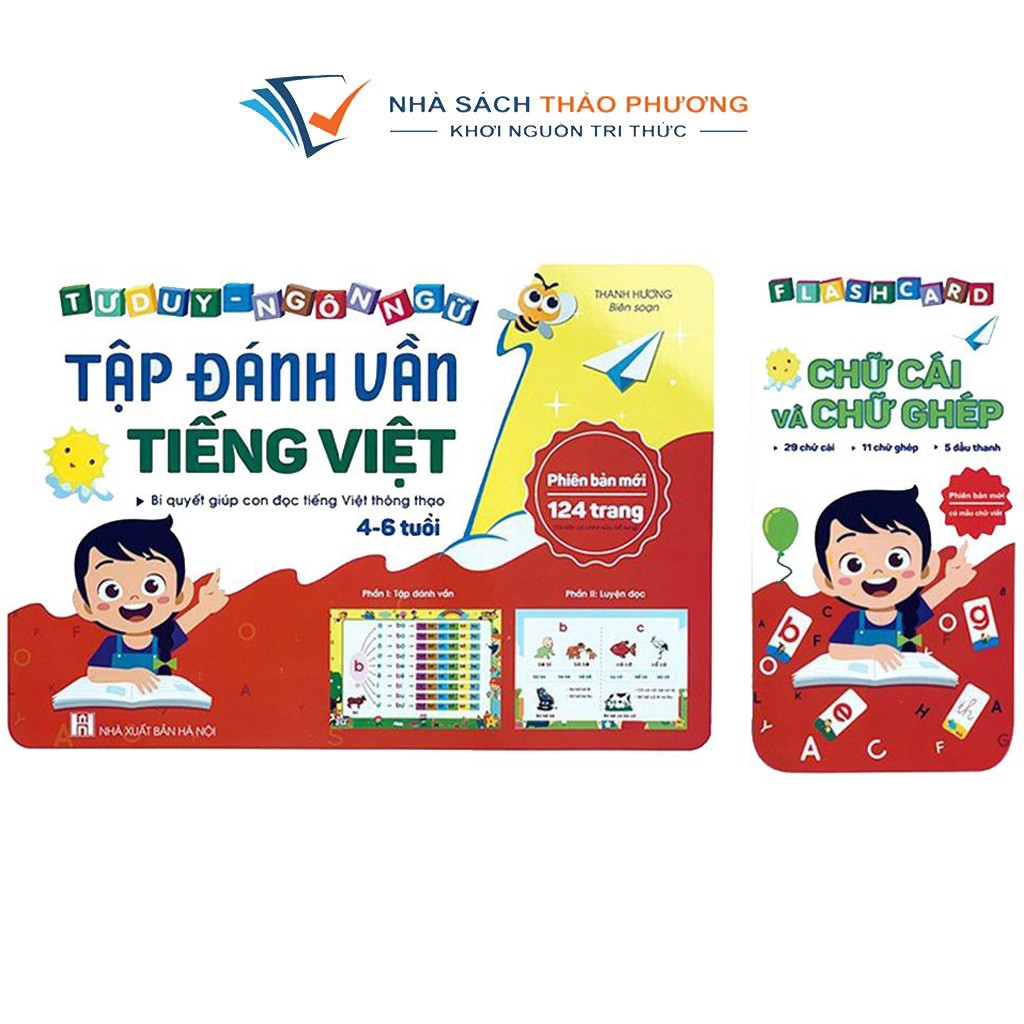 NHÀ SÁCH THẢO PHƯƠNG
KHƠI NGUỒN TRI THỨC
TƯ DUY - NGÔN NGỮ
TẬP ĐÁNH VẦN
TIẾNG VIỆT
Bí quyết giúp con đọc tiếng Việt thông thạo
4-6 tuổi
THANH HƯƠNG
Biên soạn
Phiên bản mới
124 trang
Phần I: Tập đánh vần
Phần II: Luyện đọc
b
b
c
NHÀ XUẤT BẢN HÀ NỘI
FLASHCARD
CHỮ CÁI
VÀ CHỮ GHÉP
29 chữ cái
11 chữ ghép
5 dấu thanh
Phiên bản mới
có mẫu chữ viết
b
g
e
th
A C F